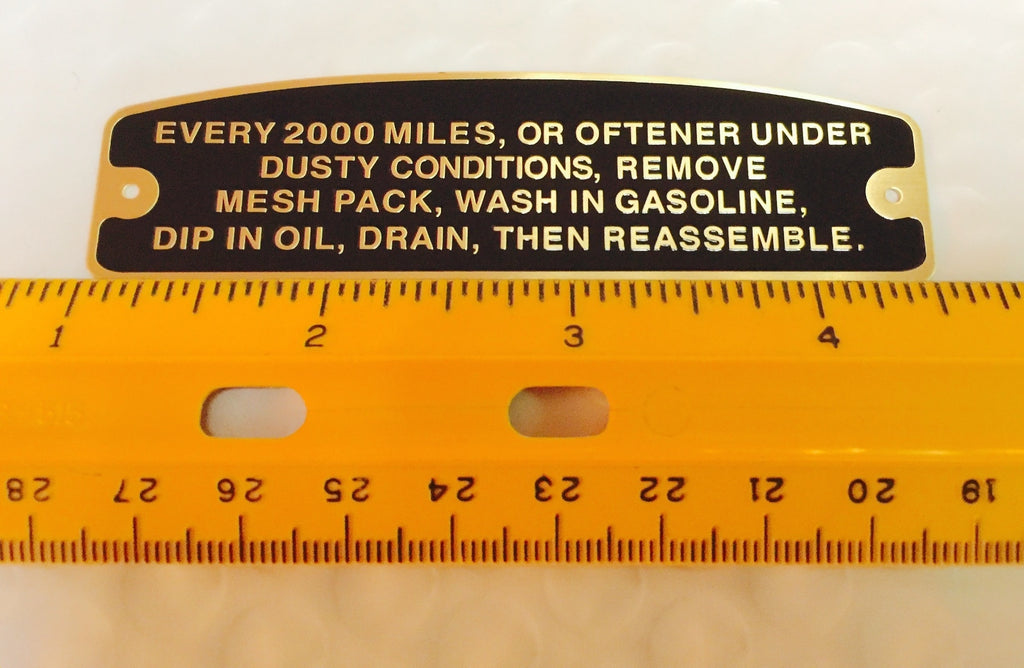 EVERY 2000 MILES, OR OFTENER UNDER
DUSTY CONDITIONS, REMOVE
MESH PACK, WASH IN GASOLINE,
DIP IN OIL, DRAIN, THEN REASSEMBLE.
1 2 3 4
28 27 26 25 24 23 22 21 20 19